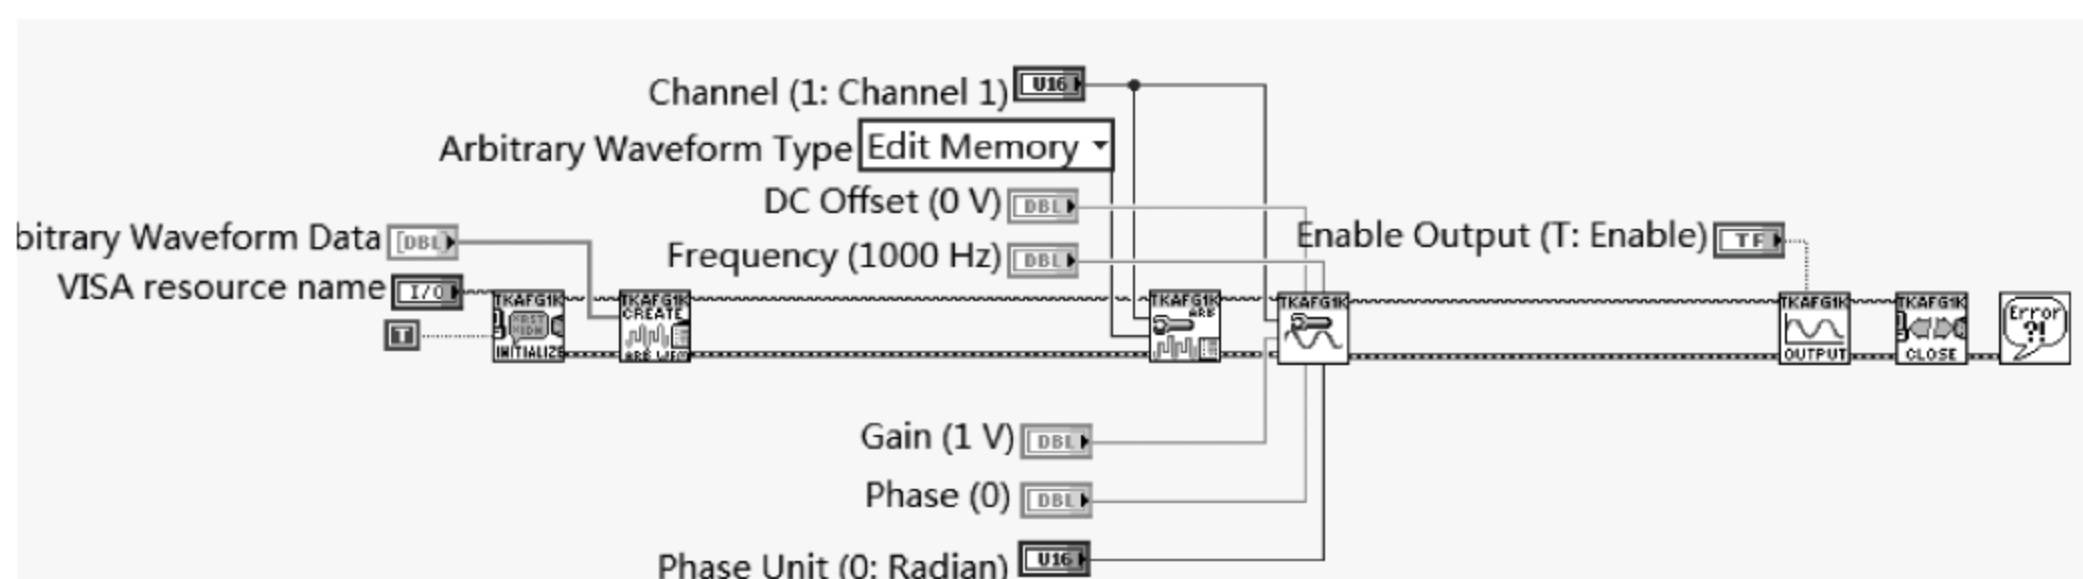 Channel (1: Channel 1) U16
Arbitrary Waveform Type Edit Memory
DC Offset (0 V) DBL
bitrary Waveform Data [DBL]
Frequency (1000 Hz) DBL
Enable Output (T: Enable) TF
VISA resource name I/O
T
TKAFG1K INITIALIZE
TKAFG1K CREATE ARB WFM
TKAFG1K ARB
TKAFG1K
TKAFG1K OUTPUT
TKAFG1K CLOSE
Error ?!
Gain (1 V) DBL
Phase (0) DBL
Phase Unit (0: Radian) U16